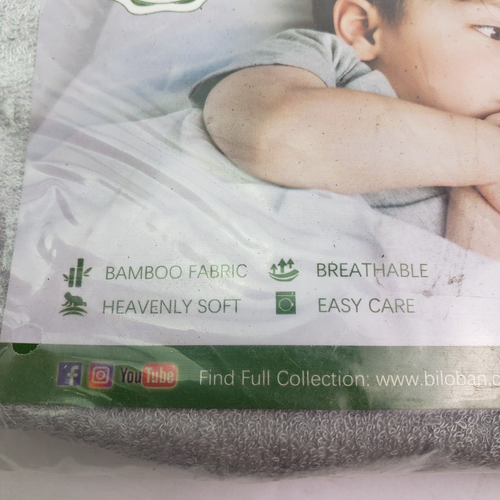 BAMBOO FABRIC
BREATHABLE
HEAVENLY SOFT
EASY CARE
YouTube
Find Full Collection: www.biloban.c